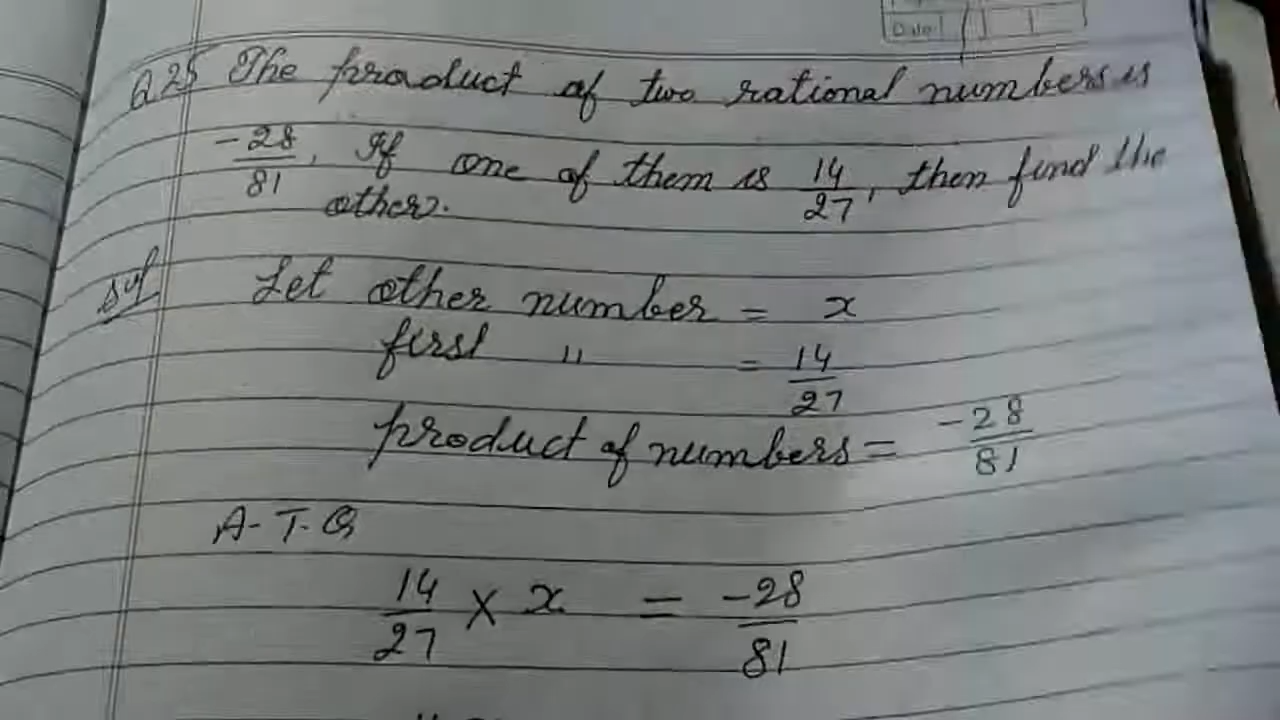 Date
Q25 The product of two rational numbers is
-28/81, If one of them is 14/27, then find the
other.
Sol Let other number = x
first " = 14/27
product of numbers = -28/81
A-T-Q
14/27 × x = -28/81